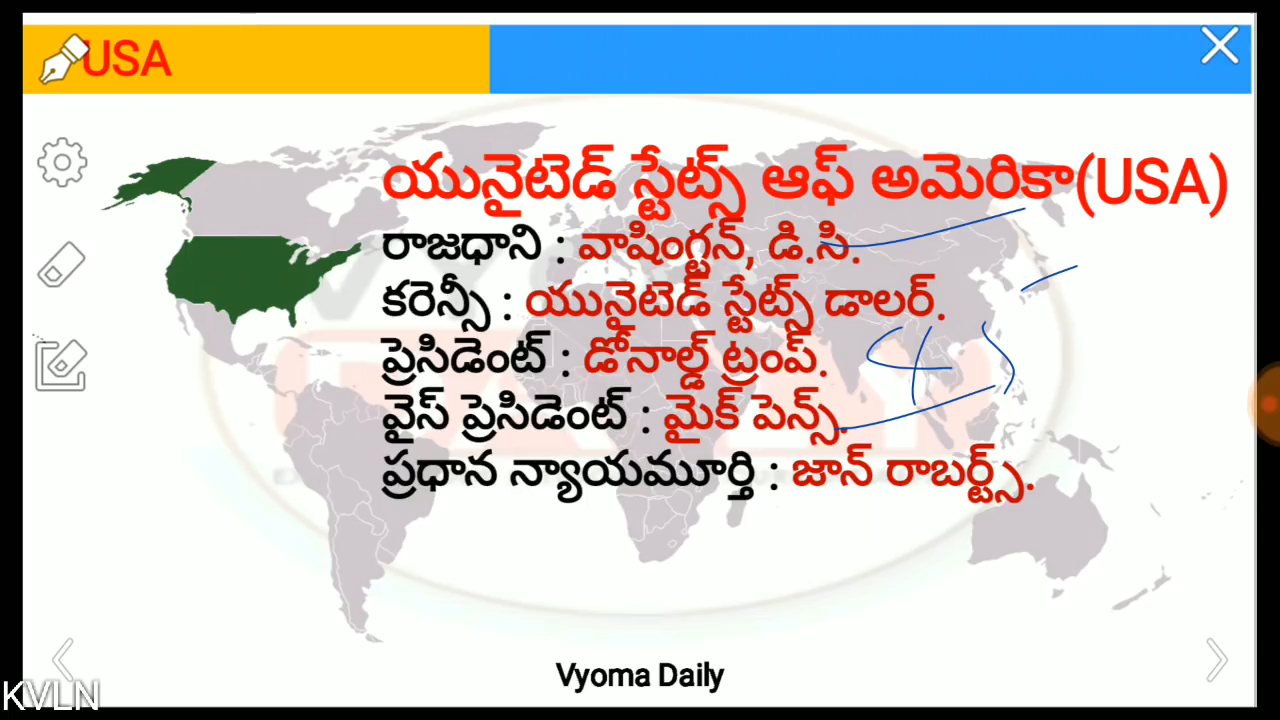 USA
యునైటెడ్ స్టేట్స్ ఆఫ్ అమెరికా(USA)
రాజధాని : వాషింగ్టన్, డి.సి.
కరెన్సీ : యునైటెడ్ స్టేట్స్ డాలర్.
ప్రెసిడెంట్ : డోనాల్డ్ ట్రంప్.
వైస్ ప్రెసిడెంట్ : మైక్ పెన్స్.
ప్రధాన న్యాయమూర్తి : జాన్ రాబర్ట్స్.
Vyoma Daily
KVLN